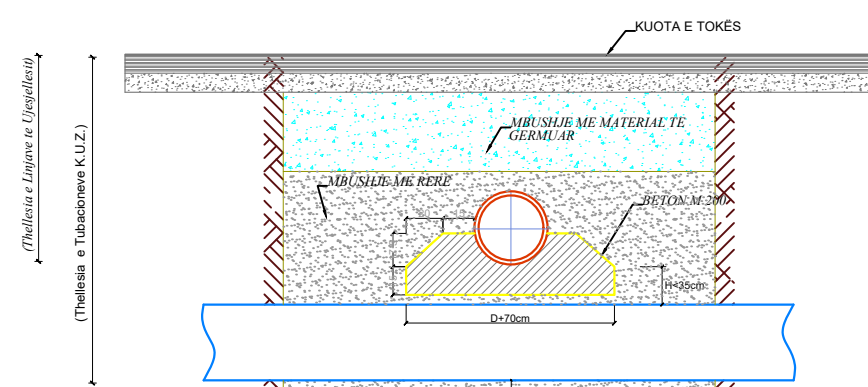 KUOTA E TOKËS
(Thellesia e Linjave te Ujesjellesit)
(Thellesia e Tubacioneve K.U.Z.)
MBUSHJE ME MATERIAL TE
GERMUAR
MBUSHJE ME RERE
BETON M-200
H<35cm
D+70cm